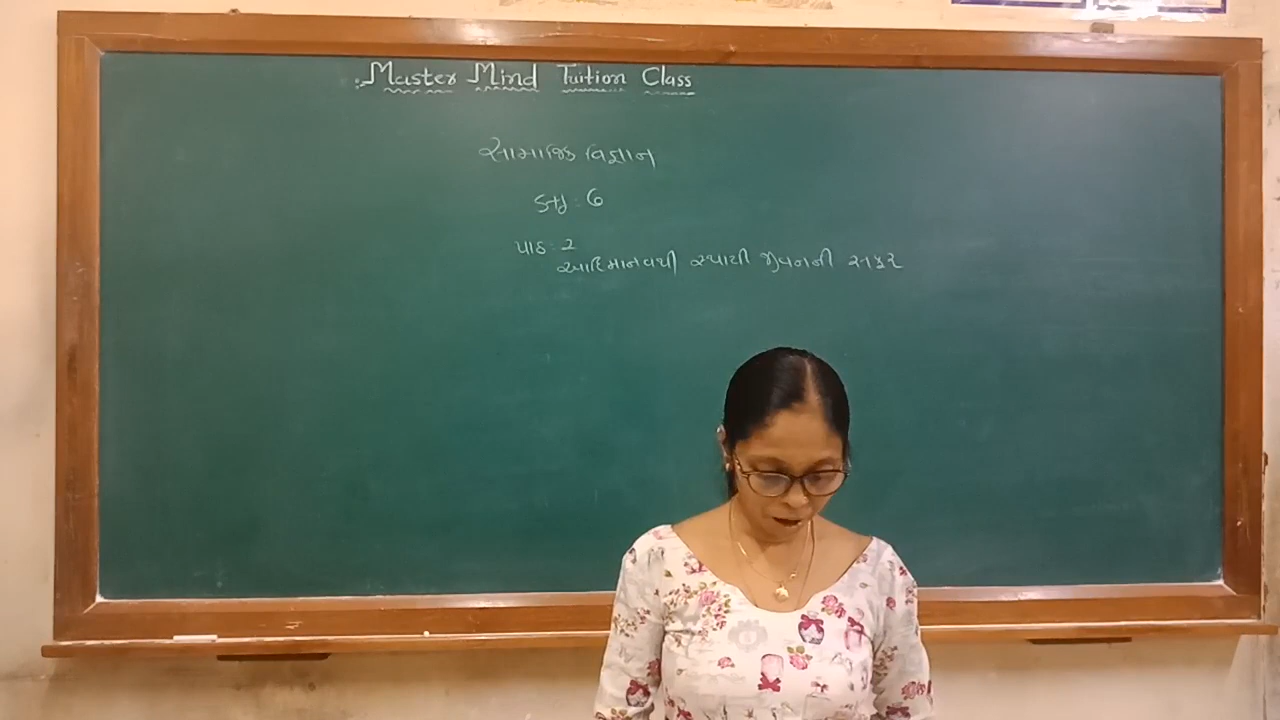 Master Mind Tuition Class
સામાજિક વિજ્ઞાન
ધોરણ : 6
પાઠ : 2
આદિમાનવથી સ્થાયી જીવનની સફર